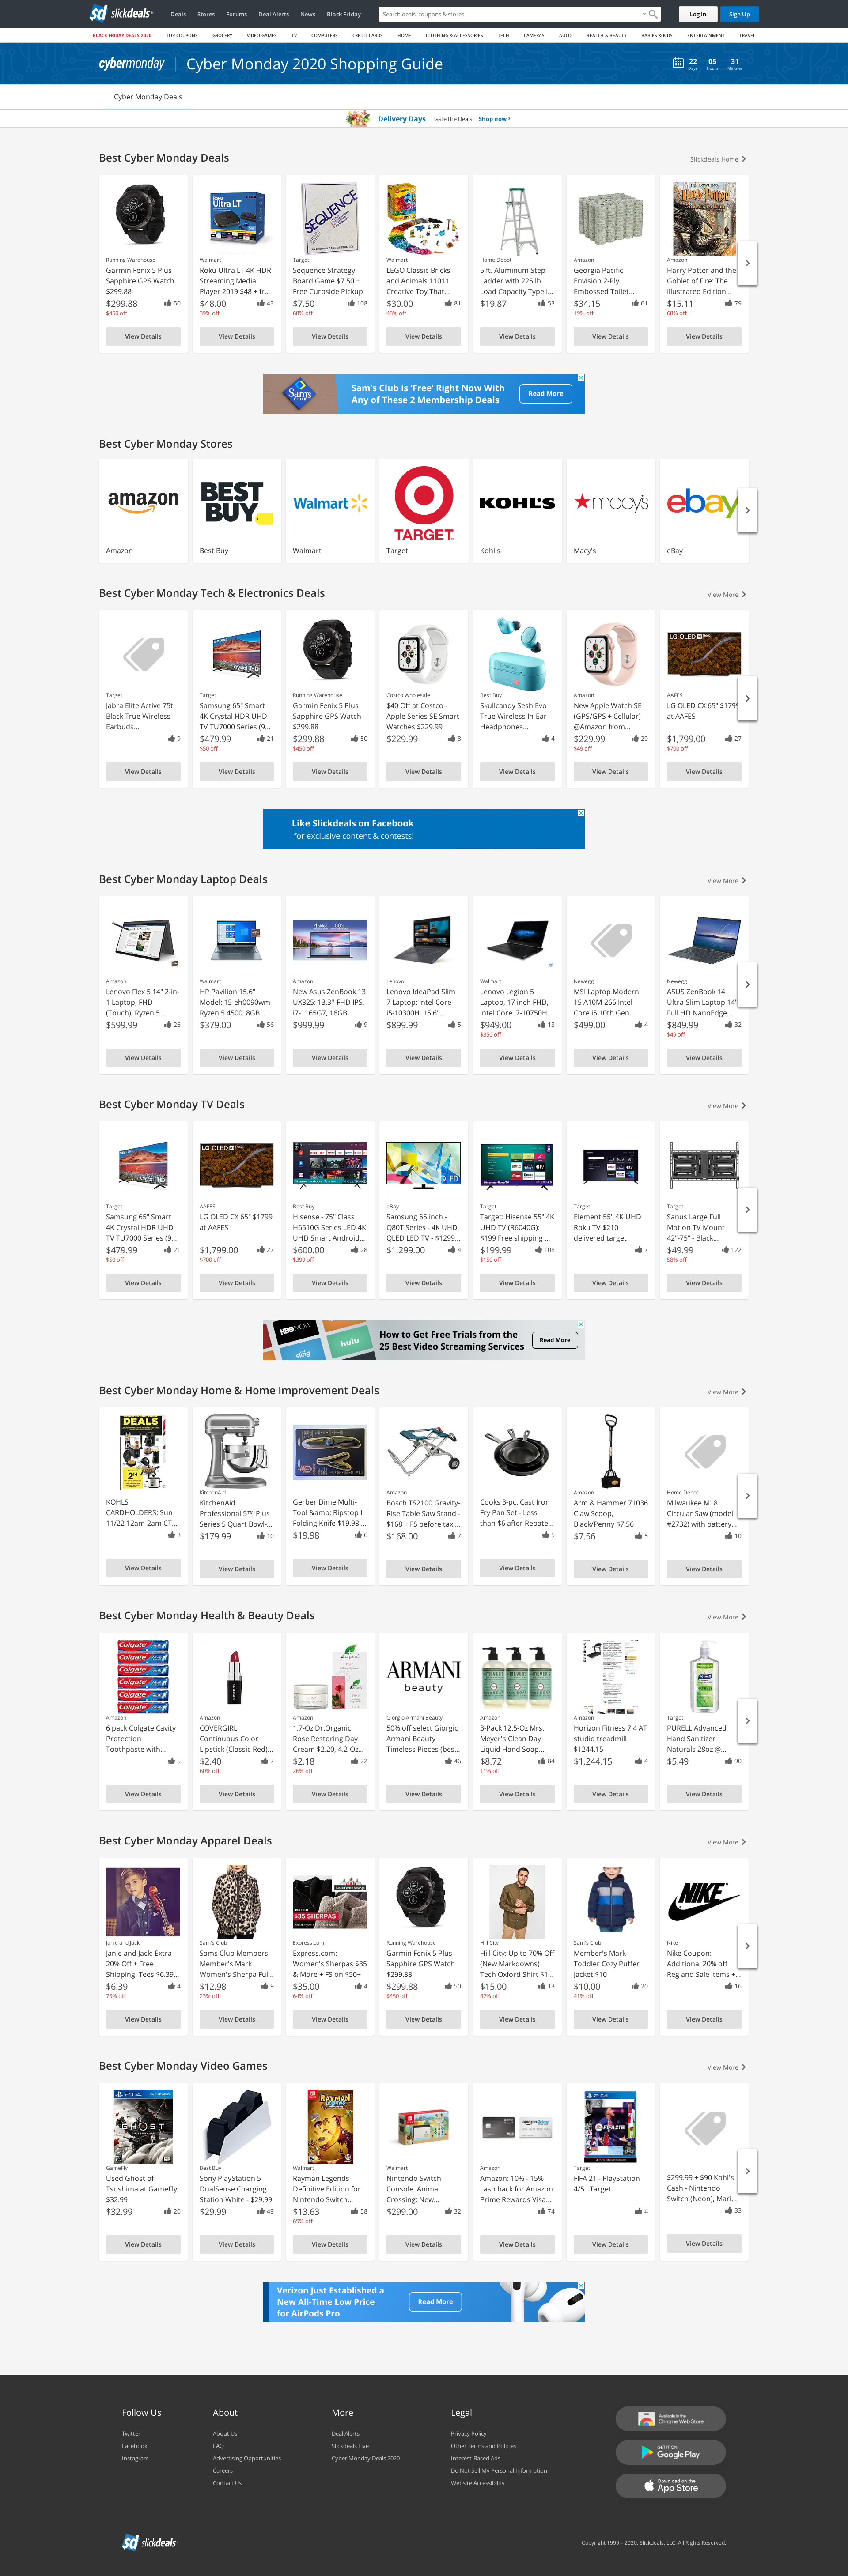 slickdeals
Deals
Stores
Forums
Deal Alerts
News
Black Friday
Search deals, coupons & stores
Log In
Sign Up
BLACK FRIDAY DEALS 2020
TOP COUPONS
GROCERY
VIDEO GAMES
TV
COMPUTERS
CREDIT CARDS
HOME
CLOTHING & ACCESSORIES
TECH
CAMERAS
AUTO
HEALTH & BEAUTY
BABIES & KIDS
ENTERTAINMENT
TRAVEL
cybermonday
Cyber Monday 2020 Shopping Guide
22 05 31
Days Hours Minutes
Cyber Monday Deals
Delivery Days Taste the Deals Shop now
Best Cyber Monday Deals
Slickdeals Home
Running Warehouse
Garmin Fenix 5 Plus
Sapphire GPS Watch
$299.88
$299.88 50
$450 off
View Details
Walmart
Roku Ultra LT 4K HDR
Streaming Media
Player 2019 $48 + fr...
$48.00 43
39% off
View Details
SEQUENCE
Target
Sequence Strategy
Board Game $7.50 +
Free Curbside Pickup
$7.50 108
68% off
View Details
Walmart
LEGO Classic Bricks
and Animals 11011
Creative Toy That...
$30.00 81
48% off
View Details
Home Depot
5 ft. Aluminum Step
Ladder with 225 lb.
Load Capacity Type I...
$19.87 53
View Details
Amazon
Georgia Pacific
Envision 2-Ply
Embossed Toilet...
$34.15 61
19% off
View Details
Harry Potter
Amazon
Harry Potter and the
Goblet of Fire: The
Illustrated Edition...
$15.11 79
68% off
View Details
Sam's Club is 'Free' Right Now With
Any of These 2 Membership Deals
Read More
Best Cyber Monday Stores
amazon
Amazon
BEST
BUY
Best Buy
Walmart
Walmart
TARGET
Target
KOHL'S
Kohl's
macy's
Macy's
ebay
eBay
Best Cyber Monday Tech & Electronics Deals
View More
Target
Jabra Elite Active 75t
Black True Wireless
Earbuds...
9
View Details
Target
Samsung 65" Smart
4K Crystal HDR UHD
TV TU7000 Series (9...
$479.99 21
$50 off
View Details
Running Warehouse
Garmin Fenix 5 Plus
Sapphire GPS Watch
$299.88
$299.88 50
$450 off
View Details
Costco Wholesale
$40 Off at Costco -
Apple Series SE Smart
Watches $229.99
$229.99 8
View Details
Best Buy
Skullcandy Sesh Evo
True Wireless In-Ear
Headphones...
4
View Details
Amazon
New Apple Watch SE
(GPS/GPS + Cellular)
@Amazon from...
$229.99 29
$49 off
View Details
LG OLED
AAFES
LG OLED CX 65" $1799
at AAFES
$1,799.00 27
$700 off
View Details
Like Slickdeals on Facebook
for exclusive content & contests!
Best Cyber Monday Laptop Deals
View More
Amazon
Lenovo Flex 5 14" 2-in-
1 Laptop, FHD
(Touch), Ryzen 5...
$599.99 26
View Details
Walmart
HP Pavilion 15.6"
Model: 15-eh0090wm
Ryzen 5 4500, 8GB...
$379.00 56
View Details
Amazon
New Asus ZenBook 13
UX325: 13.3'' FHD IPS,
i7-1165G7, 16GB...
$999.99 9
View Details
Lenovo
Lenovo IdeaPad Slim
7 Laptop: Intel Core
i5-10300H, 15.6"...
$899.99 5
View Details
Walmart
Lenovo Legion 5
Laptop, 17 inch FHD,
Intel Core i7-10750H...
$949.00 13
$350 off
View Details
Newegg
MSI Laptop Modern
15 A10M-266 Intel
Core i5 10th Gen...
$499.00 4
View Details
Newegg
ASUS ZenBook 14
Ultra-Slim Laptop 14"
Full HD NanoEdge...
$849.99 32
$49 off
View Details
Best Cyber Monday TV Deals
View More
Target
Samsung 65" Smart
4K Crystal HDR UHD
TV TU7000 Series (9...
$479.99 21
$50 off
View Details
LG OLED
AAFES
LG OLED CX 65" $1799
at AAFES
$1,799.00 27
$700 off
View Details
Best Buy
Hisense - 75" Class
H6510G Series LED 4K
UHD Smart Android...
$600.00 28
$399 off
View Details
QLED
eBay
Samsung 65 inch -
Q80T Series - 4K UHD
QLED LED TV - $1299...
$1,299.00 4
View Details
Target
Target: Hisense 55" 4K
UHD TV (R6040G):
$199 Free shipping ...
$199.99 108
$150 off
View Details
Target
Element 55" 4K UHD
Roku TV $210
delivered target
7
View Details
Target
Sanus Large Full
Motion TV Mount
42"-75" - Black...
$49.99 122
58% off
View Details
HBO NOW
sling
hulu
How to Get Free Trials from the
25 Best Video Streaming Services
Read More
Best Cyber Monday Home & Home Improvement Deals
View More
DEALS
KOHLS
CARDHOLDERS: Sun
11/22 12am-2am CT...
8
View Details
KitchenAid
KitchenAid
Professional 5™ Plus
Series 5 Quart Bowl-...
$179.99 10
View Details
Gerber Dime Multi-
Tool &amp; Ripstop II
Folding Knife $19.98 ...
$19.98 6
View Details
Amazon
Bosch TS2100 Gravity-
Rise Table Saw Stand -
$168 + FS before tax ...
$168.00 7
View Details
Cooks 3-pc. Cast Iron
Fry Pan Set - Less
than $6 after Rebate...
5
View Details
Amazon
Arm & Hammer 71036
Claw Scoop,
Black/Penny $7.56
$7.56 5
View Details
Home Depot
Milwaukee M18
Circular Saw (model
#2732) with battery...
10
View Details
Best Cyber Monday Health & Beauty Deals
View More
Colgate
Amazon
6 pack Colgate Cavity
Protection
Toothpaste with...
5
View Details
Amazon
COVERGIRL
Continuous Color
Lipstick (Classic Red)...
$2.40 7
60% off
View Details
Amazon
1.7-Oz Dr.Organic
Rose Restoring Day
Cream $2.20, 4.2-Oz...
$2.18 22
26% off
View Details
ARMANI
beauty
Giorgio Armani Beauty
50% off select Giorgio
Armani Beauty
Timeless Pieces (bes...
46
View Details
Amazon
3-Pack 12.5-Oz Mrs.
Meyer's Clean Day
Liquid Hand Soap...
$8.72 84
11% off
View Details
Amazon
Horizon Fitness 7.4 AT
studio treadmill
$1244.15
$1,244.15 4
View Details
Target
PURELL Advanced
Hand Sanitizer
Naturals 28oz @...
$5.49 90
View Details
Best Cyber Monday Apparel Deals
View More
Janie and Jack
Janie and Jack: Extra
20% Off + Free
Shipping: Tees $6.39...
$6.39 4
75% off
View Details
Sam's Club
Sams Club Members:
Member's Mark
Women's Sherpa Ful...
$12.98 9
23% off
View Details
$35 SHERPAS
Express.com
Express.com:
Women's Sherpas $35
& More + FS on $50+
$35.00 4
64% off
View Details
Running Warehouse
Garmin Fenix 5 Plus
Sapphire GPS Watch
$299.88
$299.88 50
$450 off
View Details
Hill City
Hill City: Up to 70% Off
(New Markdowns)
Tech Oxford Shirt $1...
$15.00 13
82% off
View Details
Sam's Club
Member's Mark
Toddler Cozy Puffer
Jacket $10
$10.00 20
41% off
View Details
NIKE
Nike
Nike Coupon:
Additional 20% off
Reg and Sale Items +...
16
View Details
Best Cyber Monday Video Games
View More
PS4
GHOST
GameFly
Used Ghost of
Tsushima at GameFly
$32.99
$32.99 20
View Details
Best Buy
Sony PlayStation 5
DualSense Charging
Station White - $29.99
$29.99 49
View Details
RAYMAN
Walmart
Rayman Legends
Definitive Edition for
Nintendo Switch...
$13.63 58
65% off
View Details
Walmart
Nintendo Switch
Console, Animal
Crossing: New...
$299.00 32
View Details
Amazon
Amazon: 10% - 15%
cash back for Amazon
Prime Rewards Visa...
74
View Details
PS4
FIFA 21
Target
FIFA 21 - PlayStation
4/5 : Target
4
View Details
$299.99 + $90 Kohl's
Cash - Nintendo
Switch (Neon), Mari...
33
View Details
Verizon Just Established a
New All-Time Low Price
for AirPods Pro
Read More
Follow Us
Twitter
Facebook
Instagram
About
About Us
FAQ
Advertising Opportunities
Careers
Contact Us
More
Deal Alerts
Slickdeals Live
Cyber Monday Deals 2020
Legal
Privacy Policy
Other Terms and Policies
Interest-Based Ads
Do Not Sell My Personal Information
Website Accessibility
Available in the
Chrome Web Store
GET IT ON
Google Play
Download on the
App Store
slickdeals
Copyright 1999 – 2020. Slickdeals, LLC. All Rights Reserved.